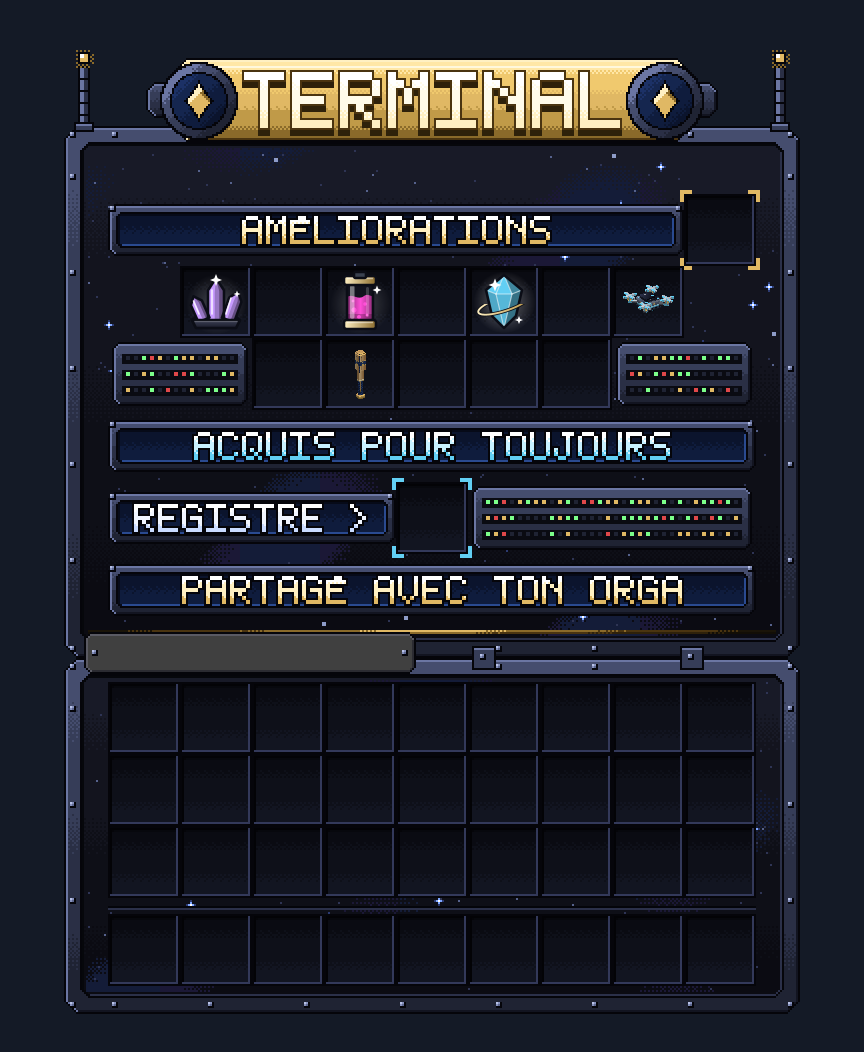 TERMINAL
AMÉLIORATIONS
ACQUIS POUR TOUJOURS
REGISTRE >
PARTAGÉ AVEC TON ORGA